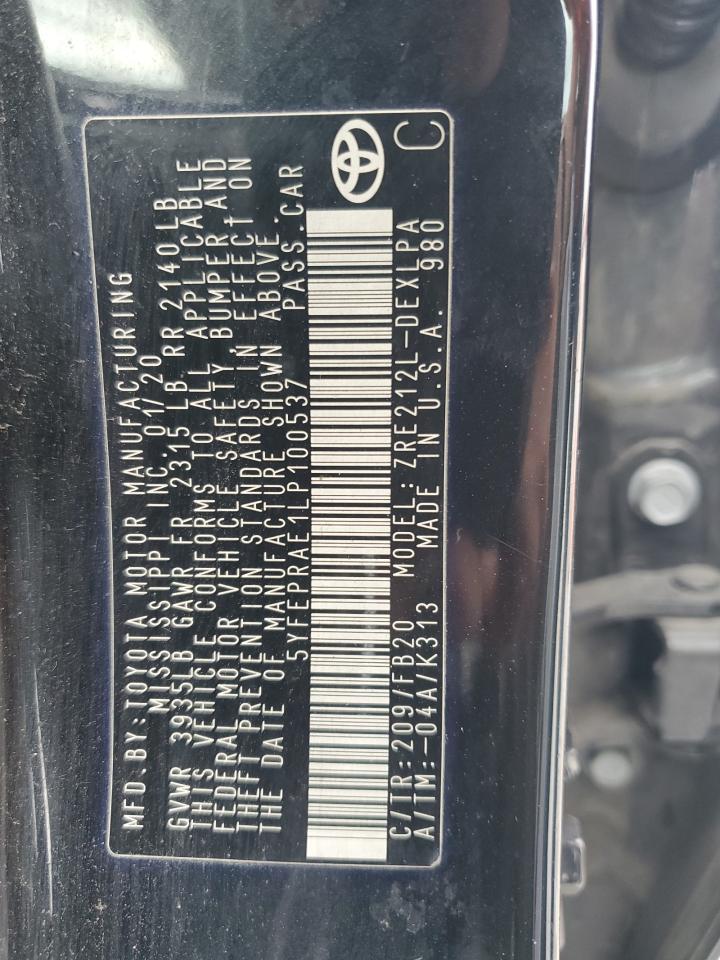 MFD.BY:TOYOTA MOTOR MANUFACTURING
MISSISSIPPI INC. 01/20
GVWR 3935LB GAWR FR 2315 LB RR 2140LB
THIS VEHICLE CONFORMS TO ALL APPLICABLE
FEDERAL MOTOR VEHICLE SAFETY, BUMPER AND
THEFT PREVENTION STANDARDS IN EFFECT ON
THE DATE OF MANUFACTURE SHOWN ABOVE.
5YFEPRAE1LP100537 PASS.CAR
C/TR:209/FB20 MODEL:ZRE212L-DEXLPA
A/TM:-04A/K313 MADE IN U.S.A. 980
C